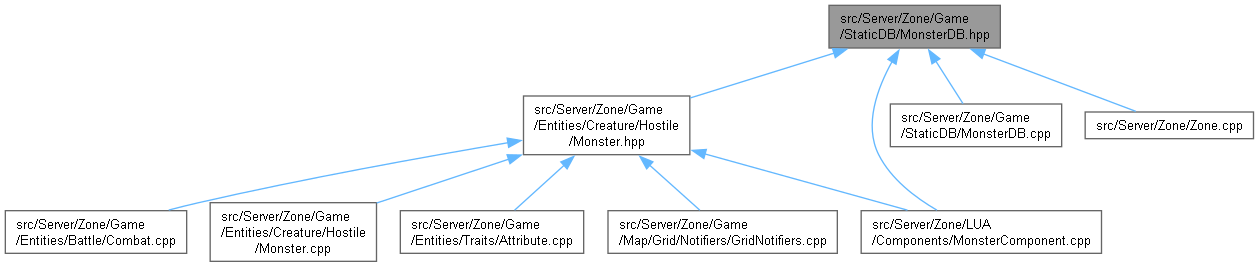 src/Server/Zone/Game
/StaticDB/MonsterDB.hpp
src/Server/Zone/Game
/Entities/Creature/Hostile
/Monster.hpp
src/Server/Zone/Game
/StaticDB/MonsterDB.cpp
src/Server/Zone/Zone.cpp
src/Server/Zone/Game
/Entities/Battle/Combat.cpp
src/Server/Zone/Game
/Entities/Creature/Hostile
/Monster.cpp
src/Server/Zone/Game
/Entities/Traits/Attribute.cpp
src/Server/Zone/Game
/Map/Grid/Notifiers/GridNotifiers.cpp
src/Server/Zone/LUA
/Components/MonsterComponent.cpp